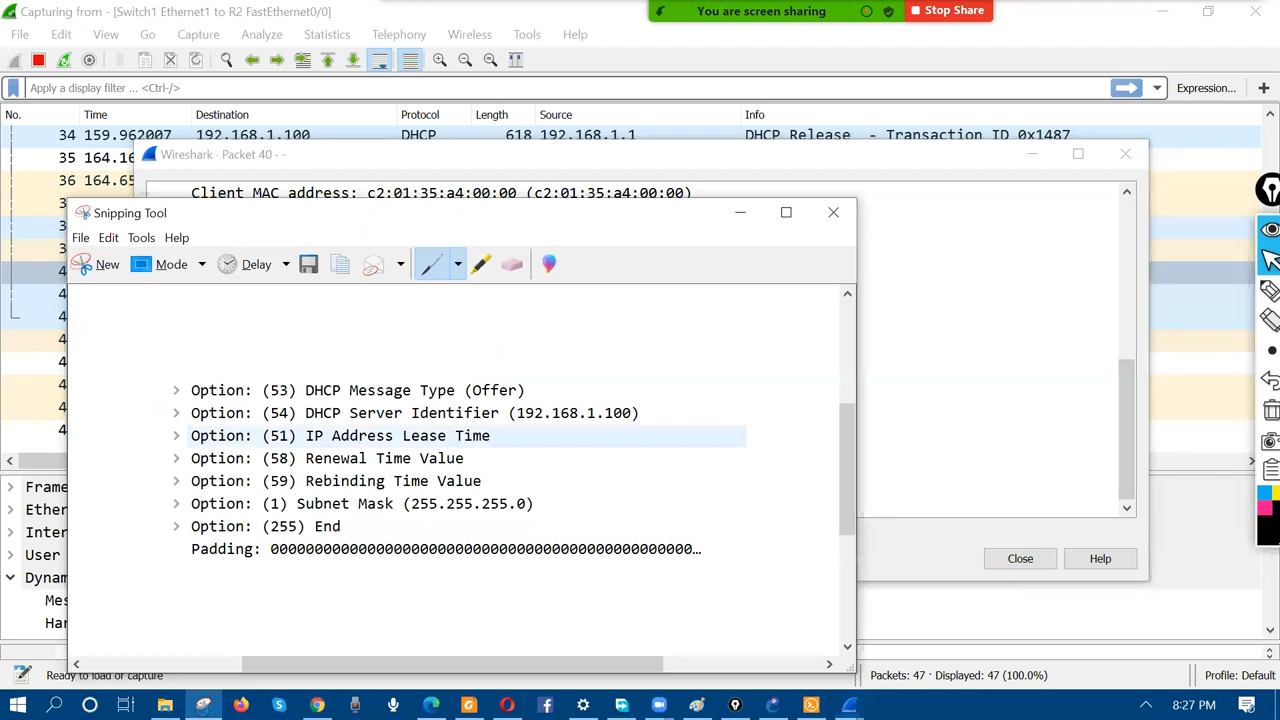 Capturing from - [Switch1 Ethernet1 to R2 FastEthernet0/0]
You are screen sharing
Stop Share
File Edit View Go Capture Analyze Statistics Telephony Wireless Tools Help
Apply a display filter ... <Ctrl-/>
Expression...
No. Time Destination Protocol Length Source Info
34 159.962007 192.168.1.100 DHCP 618 192.168.1.1 DHCP Release - Transaction ID 0x1487
35 164.16
Wireshark · Packet 40 · -
36 164.65
Client MAC address: c2:01:35:a4:00:00 (c2:01:35:a4:00:00)
Snipping Tool
File Edit Tools Help
New Mode Delay
Option: (53) DHCP Message Type (Offer)
Option: (54) DHCP Server Identifier (192.168.1.100)
Option: (51) IP Address Lease Time
Option: (58) Renewal Time Value
Option: (59) Rebinding Time Value
Option: (1) Subnet Mask (255.255.255.0)
Option: (255) End
Padding: 000000000000000000000000000000000000000000000000…
Close Help
Frame
Ether
Inter
User
Dynam
Mes
Har
Ready to load or capture
Packets: 47 · Displayed: 47 (100.0%)
Profile: Default
8:27 PM